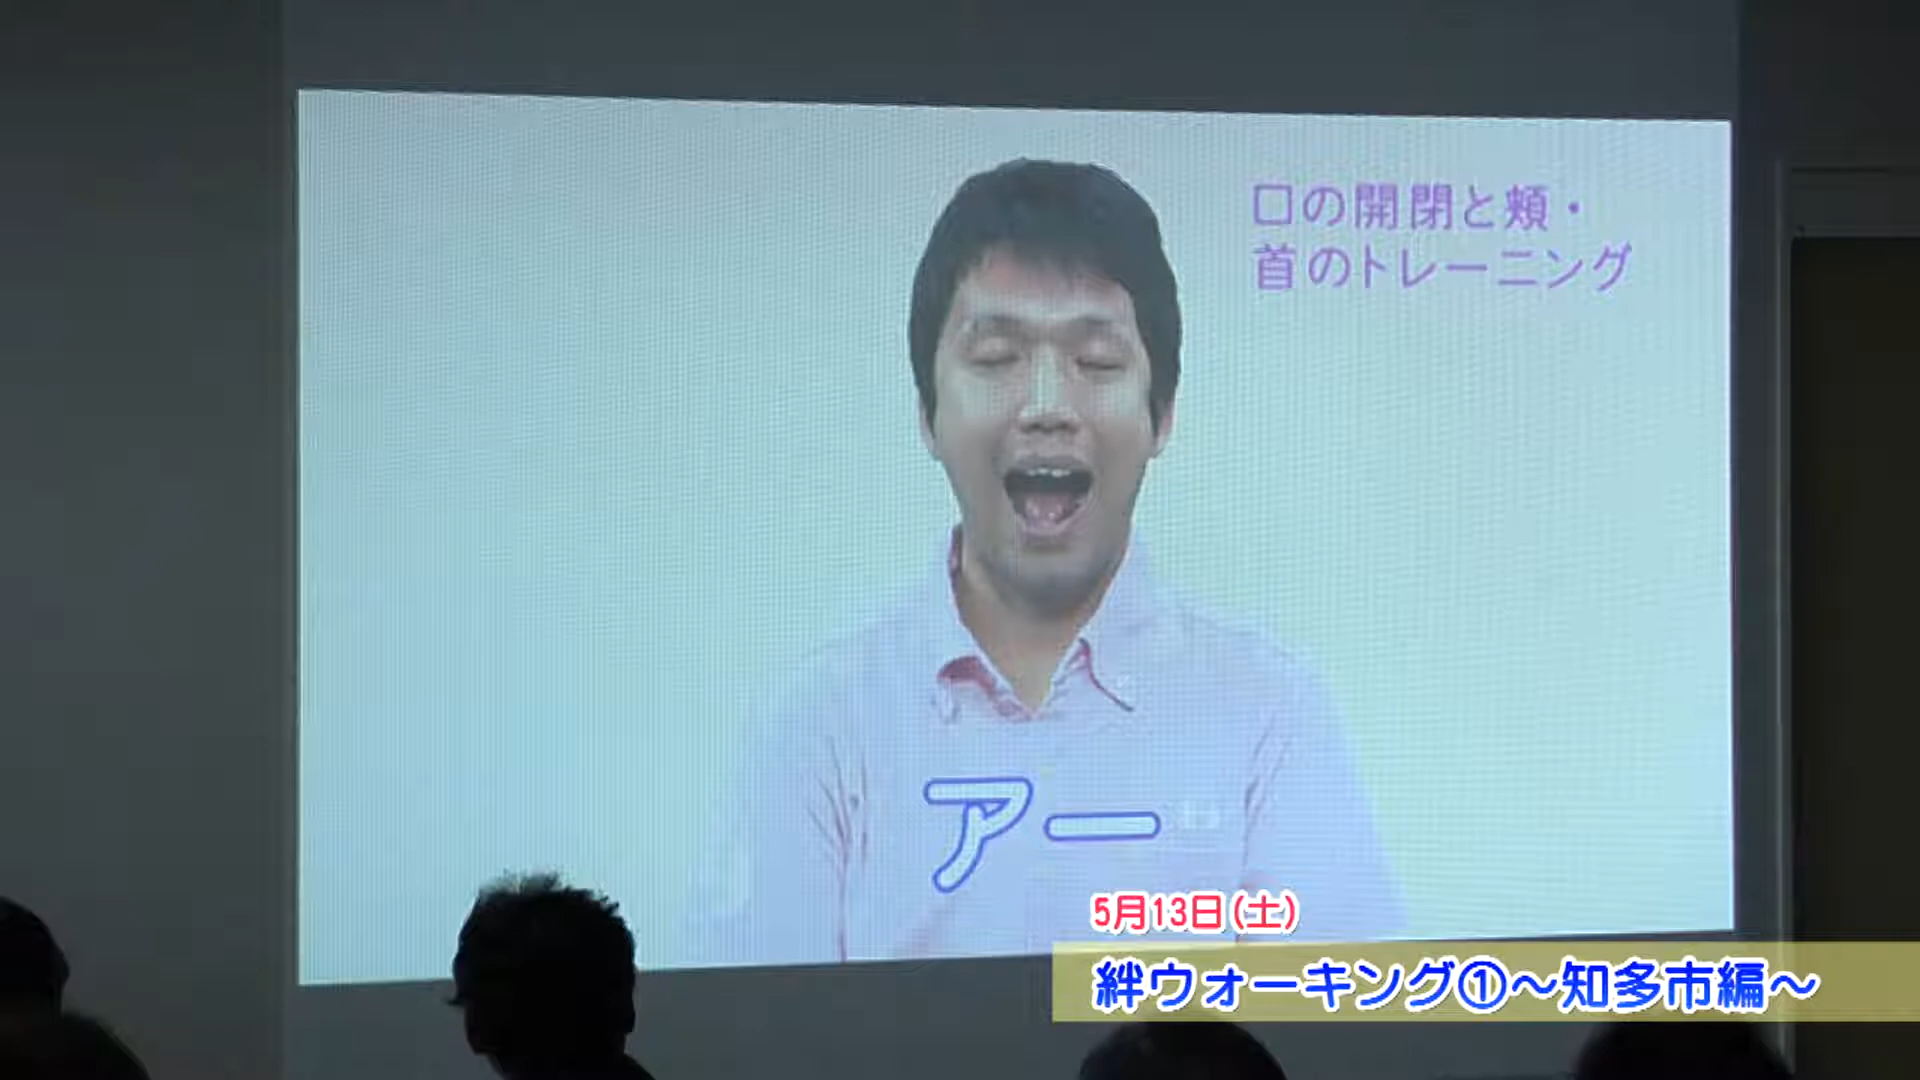 口の開閉と頬・
首のトレーニング
アー
5月13日(土)
絆ウォーキング①～知多市編～